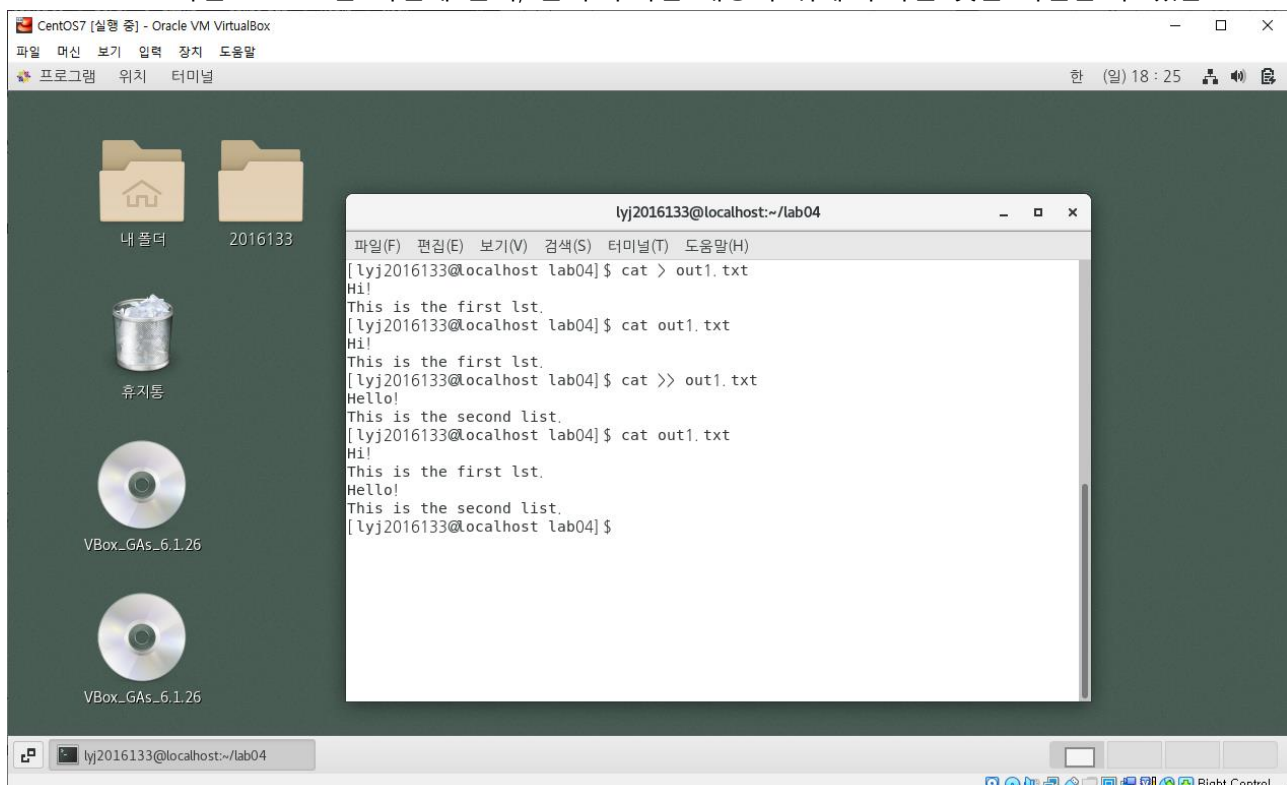 CentOS7 [실행 중] - Oracle VM VirtualBox
파일 머신 보기 입력 장치 도움말
프로그램 위치 터미널
한 (일) 18 : 25
내 폴더
2016133
휴지통
VBox_GAs_6.1.26
VBox_GAs_6.1.26
lyj2016133@localhost:~/lab04
파일(F) 편집(E) 보기(V) 검색(S) 터미널(T) 도움말(H)
[lyj2016133@localhost lab04]$ cat > out1.txt
Hi!
This is the first lst.
[lyj2016133@localhost lab04]$ cat out1.txt
Hi!
This is the first lst.
[lyj2016133@localhost lab04]$ cat >> out1.txt
Hello!
This is the second list.
[lyj2016133@localhost lab04]$ cat out1.txt
Hi!
This is the first lst.
Hello!
This is the second list.
[lyj2016133@localhost lab04]$
lyj2016133@localhost:~/lab04
Right Control